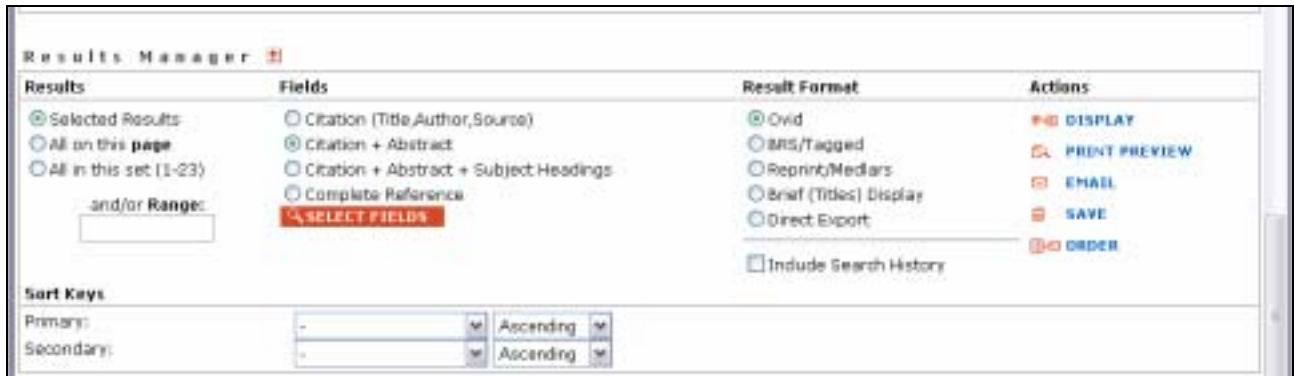 Results Manager
Results
Selected Results
All on this page
All in this set (1-23)
and/or Range:
Fields
Citation (Title,Author,Source)
Citation + Abstract
Citation + Abstract + Subject Headings
Complete Reference
SELECT FIELDS
Result Format
Ovid
BRS/Tagged
Reprint/Medlars
Brief (Titles) Display
Direct Export
Include Search History
Actions
DISPLAY
PRINT PREVIEW
EMAIL
SAVE
ORDER
Sort Keys
Primary: - Ascending
Secondary: - Ascending